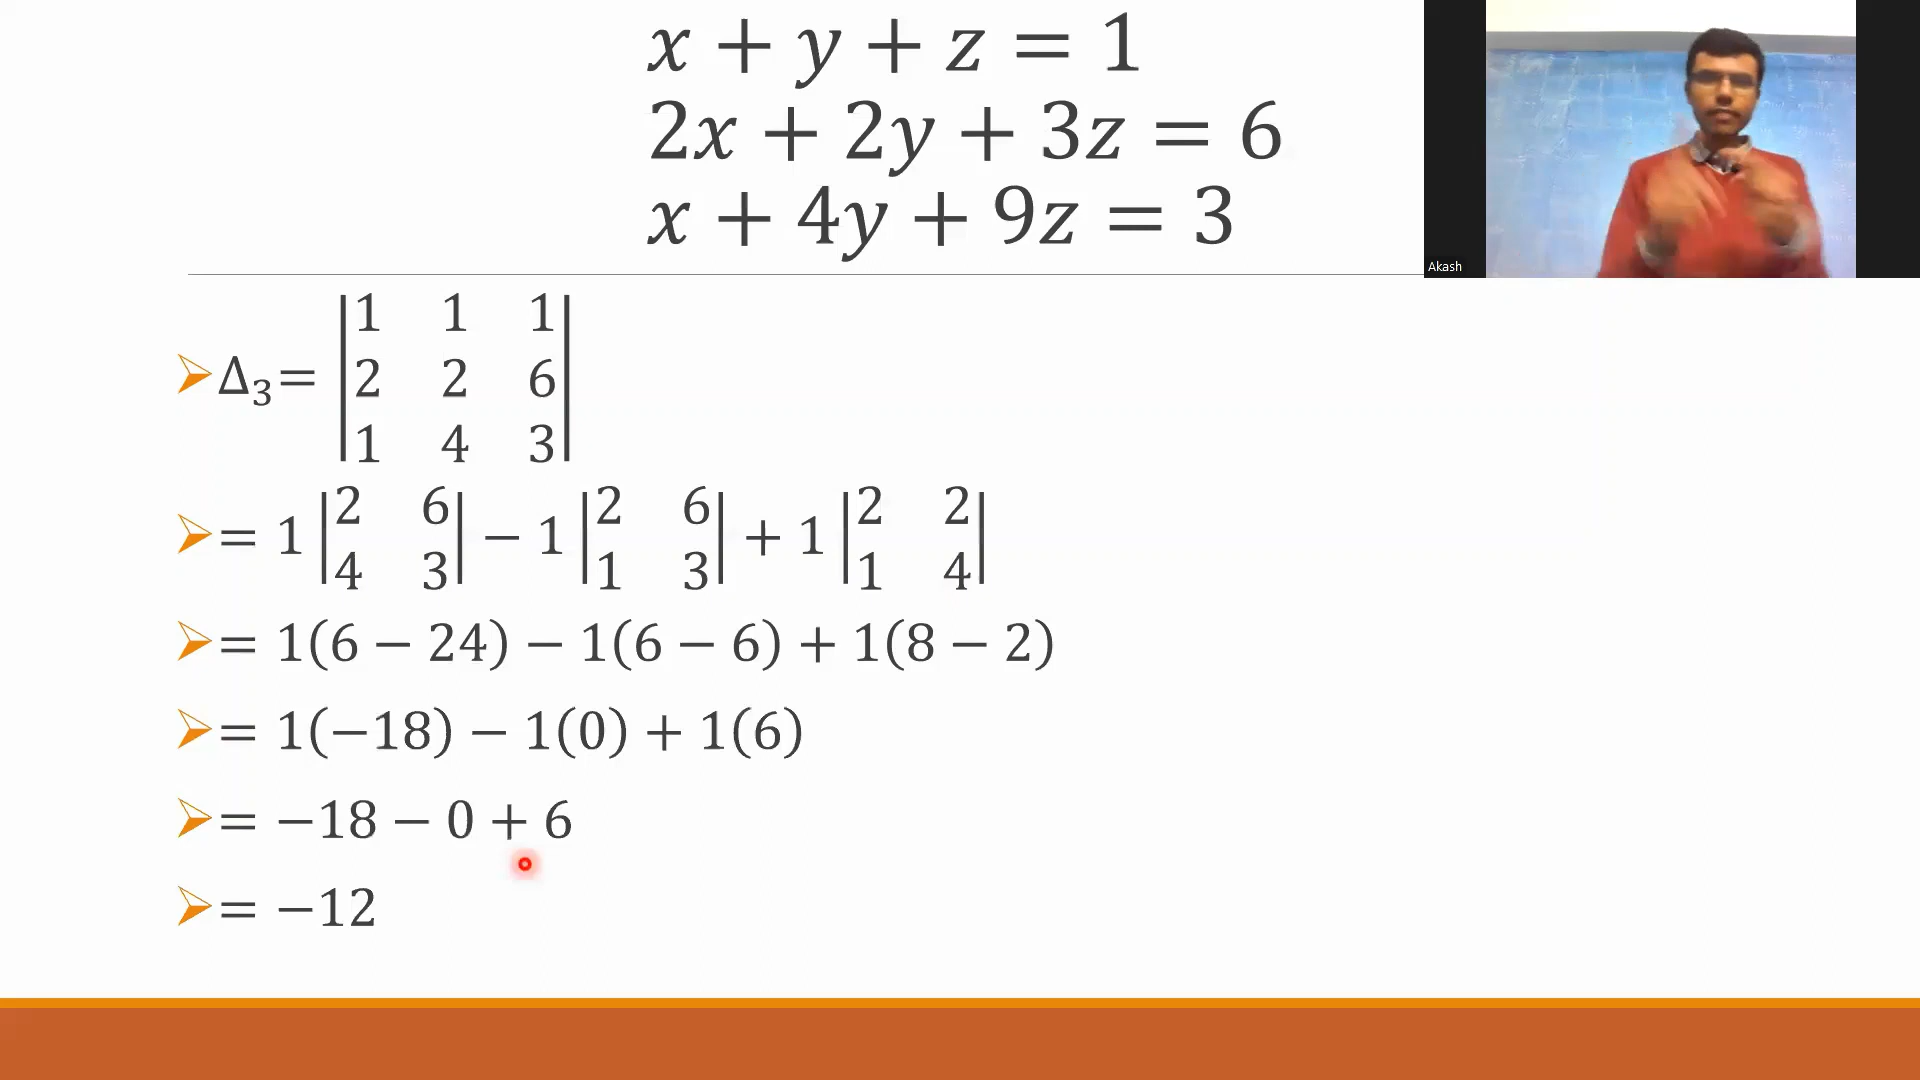 x + y + z = 1
2x + 2y + 3z = 6
x + 4y + 9z = 3
Akash
Δ₃= |1 1 1|
|2 2 6|
|1 4 3|
= 1 |2 6| − 1 |2 6| + 1 |2 2|
|4 3| |1 3| |1 4|
= 1(6 − 24) − 1(6 − 6) + 1(8 − 2)
= 1(−18) − 1(0) + 1(6)
= −18 − 0 + 6
= −12